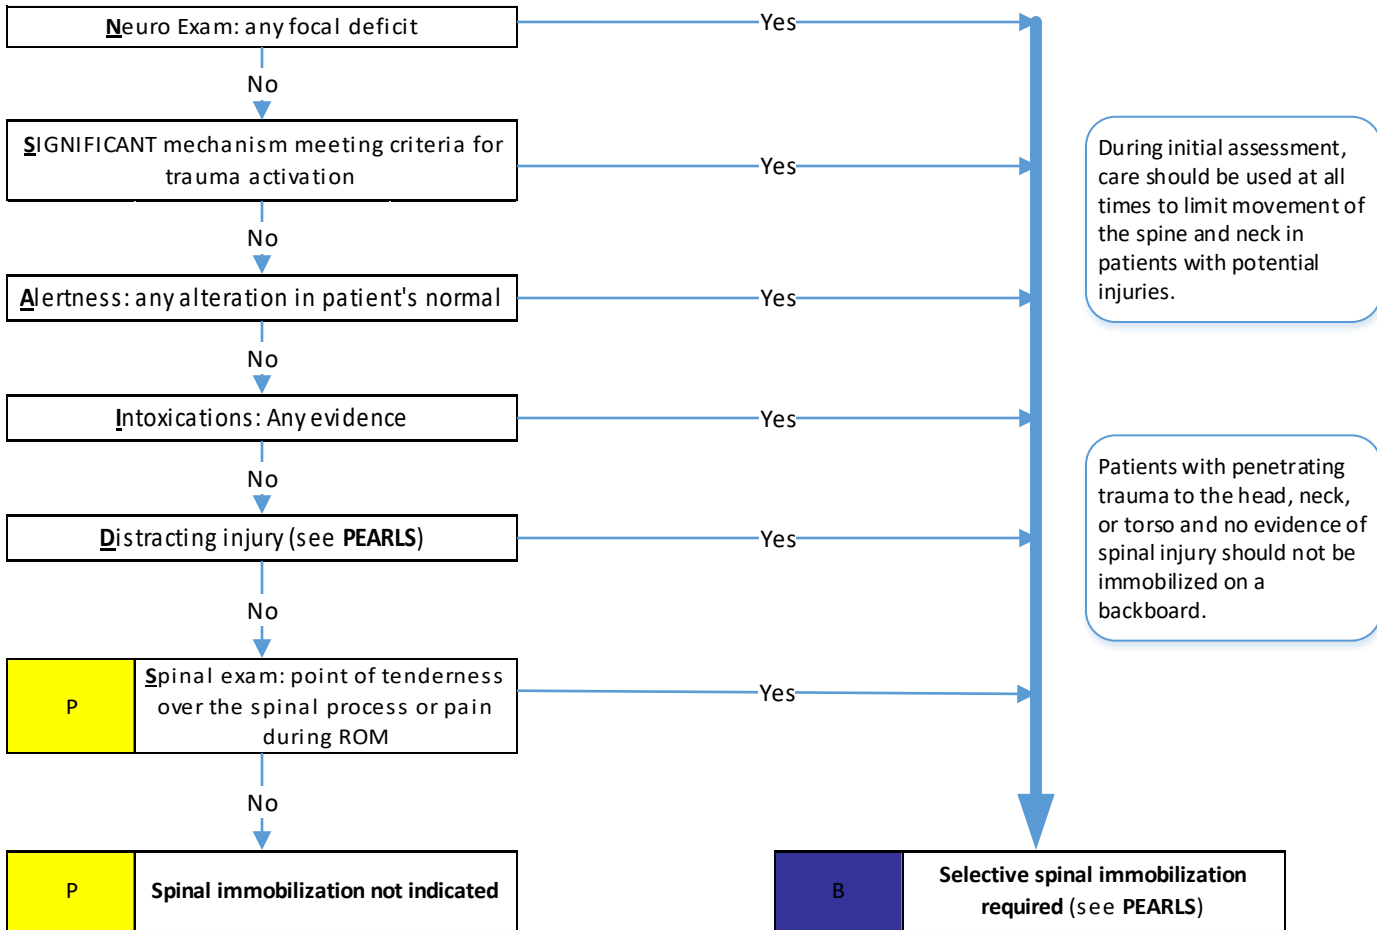 Neuro Exam: any focal deficit
Yes
No
SIGNIFICANT mechanism meeting criteria for
trauma activation
Yes
During initial assessment,
care should be used at all
times to limit movement of
the spine and neck in
patients with potential
injuries.
No
Alertness: any alteration in patient's normal
Yes
No
Intoxications: Any evidence
Yes
No
Patients with penetrating
trauma to the head, neck,
or torso and no evidence of
spinal injury should not be
immobilized on a
backboard.
Distracting injury (see PEARLS)
Yes
No
P
Spinal exam: point of tenderness
over the spinal process or pain
during ROM
Yes
No
P
Spinal immobilization not indicated
B
Selective spinal immobilization
required (see PEARLS)